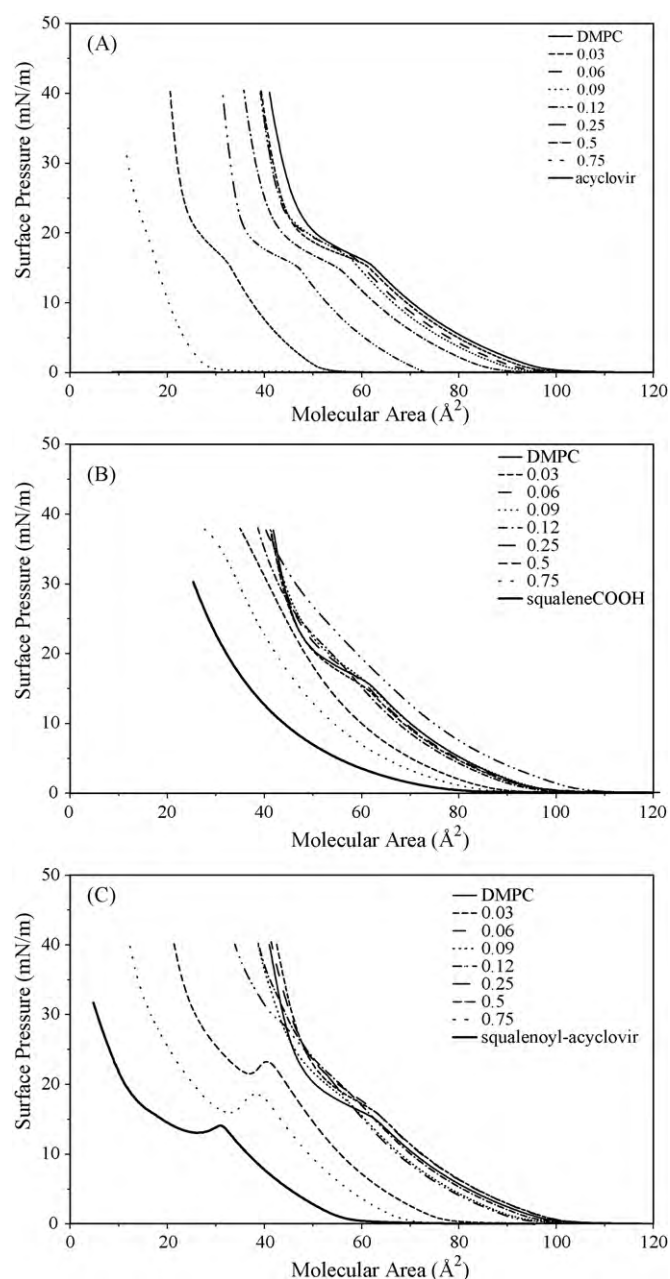 50
(A)
DMPC
0.03
0.06
0.09
0.12
0.25
0.5
0.75
acyclovir
40
30
20
10
0
Surface Pressure (mN/m)
0 20 40 60 80 100 120
Molecular Area (Å²)
50
(B)
DMPC
0.03
0.06
0.09
0.12
0.25
0.5
0.75
squaleneCOOH
40
30
20
10
0
Surface Pressure (mN/m)
0 20 40 60 80 100 120
Molecular Area (Å²)
50
(C)
DMPC
0.03
0.06
0.09
0.12
0.25
0.5
0.75
squalenoyl-acyclovir
40
30
20
10
0
Surface Pressure (mN/m)
0 20 40 60 80 100 120
Molecular Area (Å²)